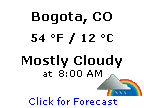 Bogota, CO
54 °F / 12 °C
Mostly Cloudy
at 8:00 AM
Click for Forecast